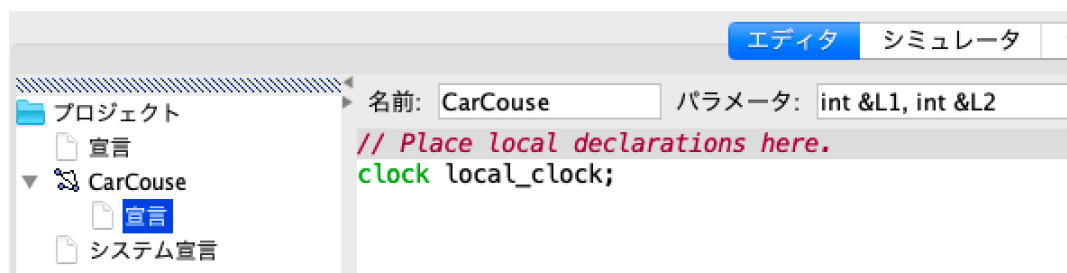 エディタ シミュレータ
プロジェクト
宣言
CarCouse
宣言
システム宣言
名前: CarCouse パラメータ: int &L1, int &L2
// Place local declarations here.
clock local_clock;